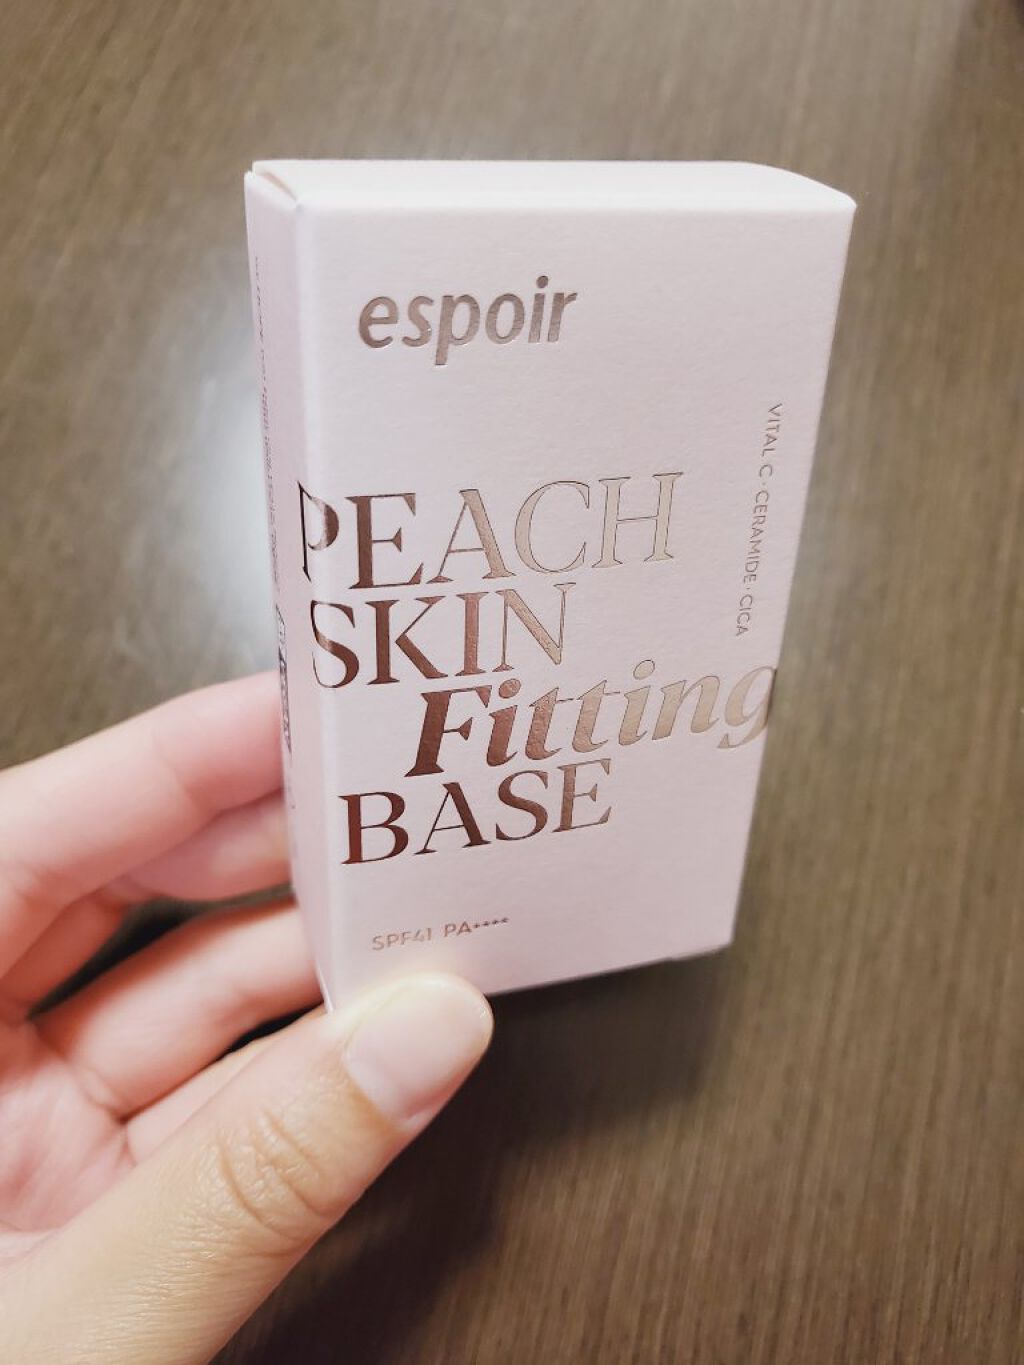 espoir
VITAL C · CERAMIDE · CICA
PEACH
SKIN
Fitting
BASE
SPF41 PA++++